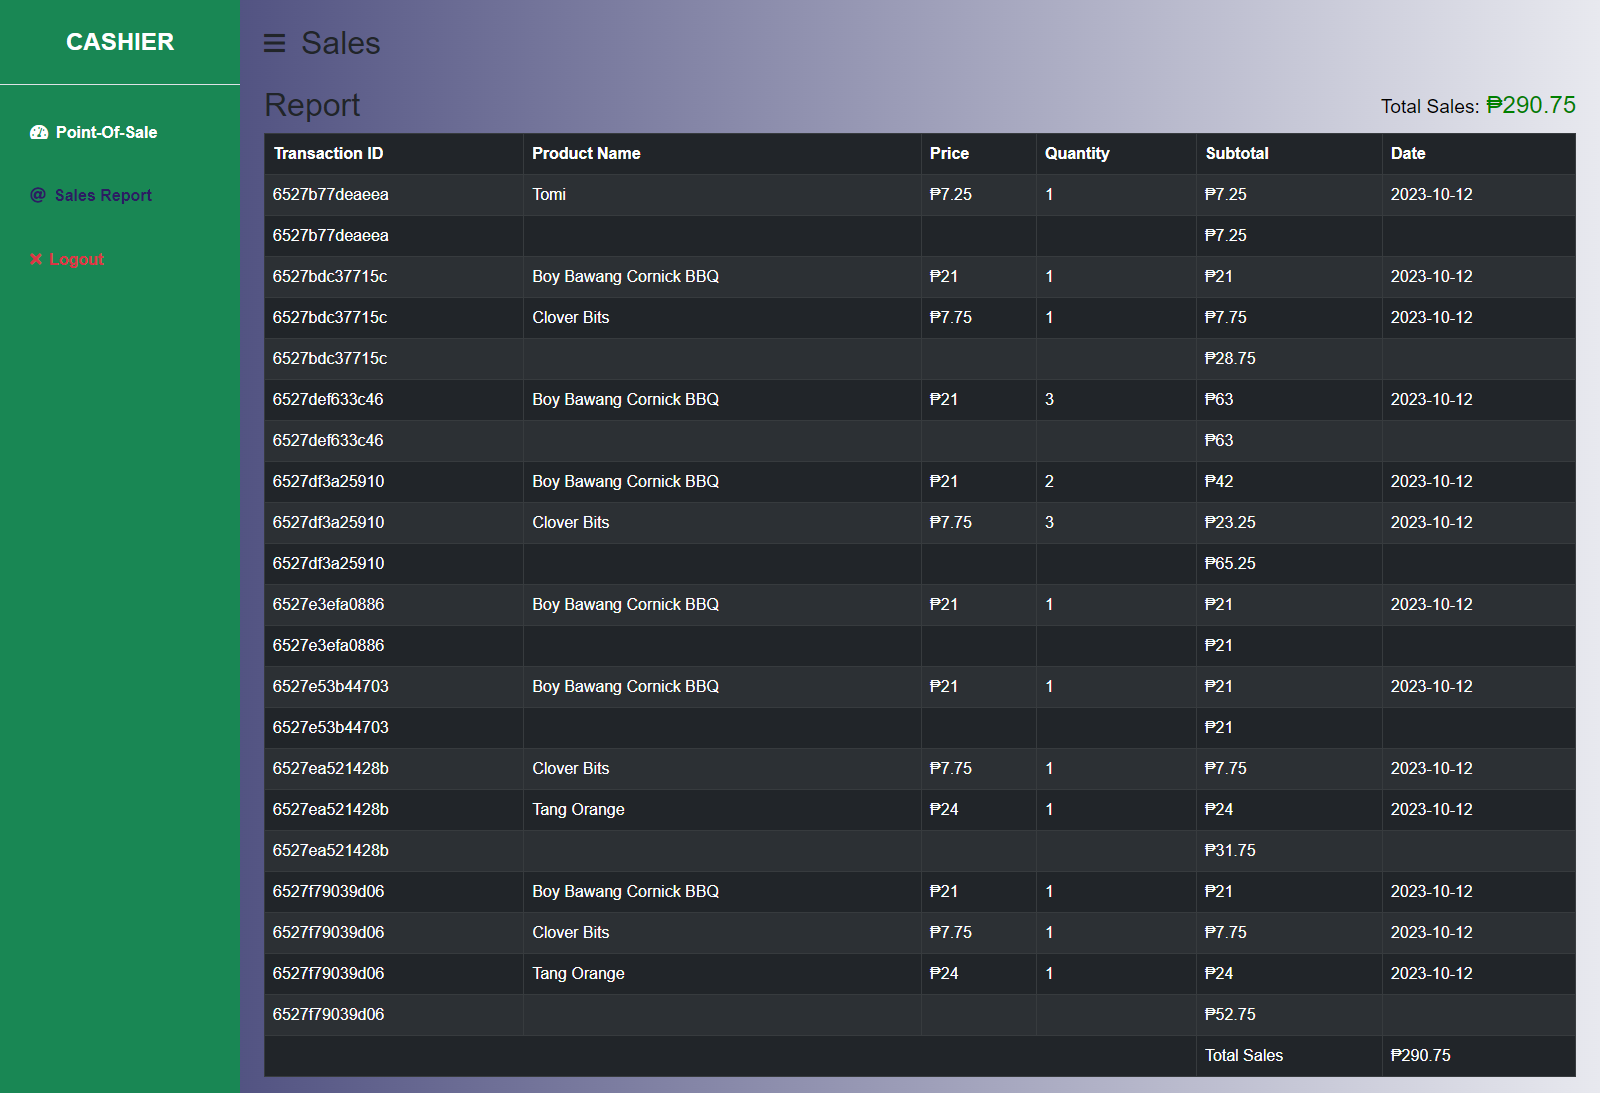 CASHIER
Point-Of-Sale
@ Sales Report
Logout
Sales
Report
Total Sales: ₱290.75
Transaction ID Product Name Price Quantity Subtotal Date
6527b77deaeea Tomi ₱7.25 1 ₱7.25 2023-10-12
6527b77deaeea ₱7.25
6527bdc37715c Boy Bawang Cornick BBQ ₱21 1 ₱21 2023-10-12
6527bdc37715c Clover Bits ₱7.75 1 ₱7.75 2023-10-12
6527bdc37715c ₱28.75
6527def633c46 Boy Bawang Cornick BBQ ₱21 3 ₱63 2023-10-12
6527def633c46 ₱63
6527df3a25910 Boy Bawang Cornick BBQ ₱21 2 ₱42 2023-10-12
6527df3a25910 Clover Bits ₱7.75 3 ₱23.25 2023-10-12
6527df3a25910 ₱65.25
6527e3efa0886 Boy Bawang Cornick BBQ ₱21 1 ₱21 2023-10-12
6527e3efa0886 ₱21
6527e53b44703 Boy Bawang Cornick BBQ ₱21 1 ₱21 2023-10-12
6527e53b44703 ₱21
6527ea521428b Clover Bits ₱7.75 1 ₱7.75 2023-10-12
6527ea521428b Tang Orange ₱24 1 ₱24 2023-10-12
6527ea521428b ₱31.75
6527f79039d06 Boy Bawang Cornick BBQ ₱21 1 ₱21 2023-10-12
6527f79039d06 Clover Bits ₱7.75 1 ₱7.75 2023-10-12
6527f79039d06 Tang Orange ₱24 1 ₱24 2023-10-12
6527f79039d06 ₱52.75
Total Sales ₱290.75